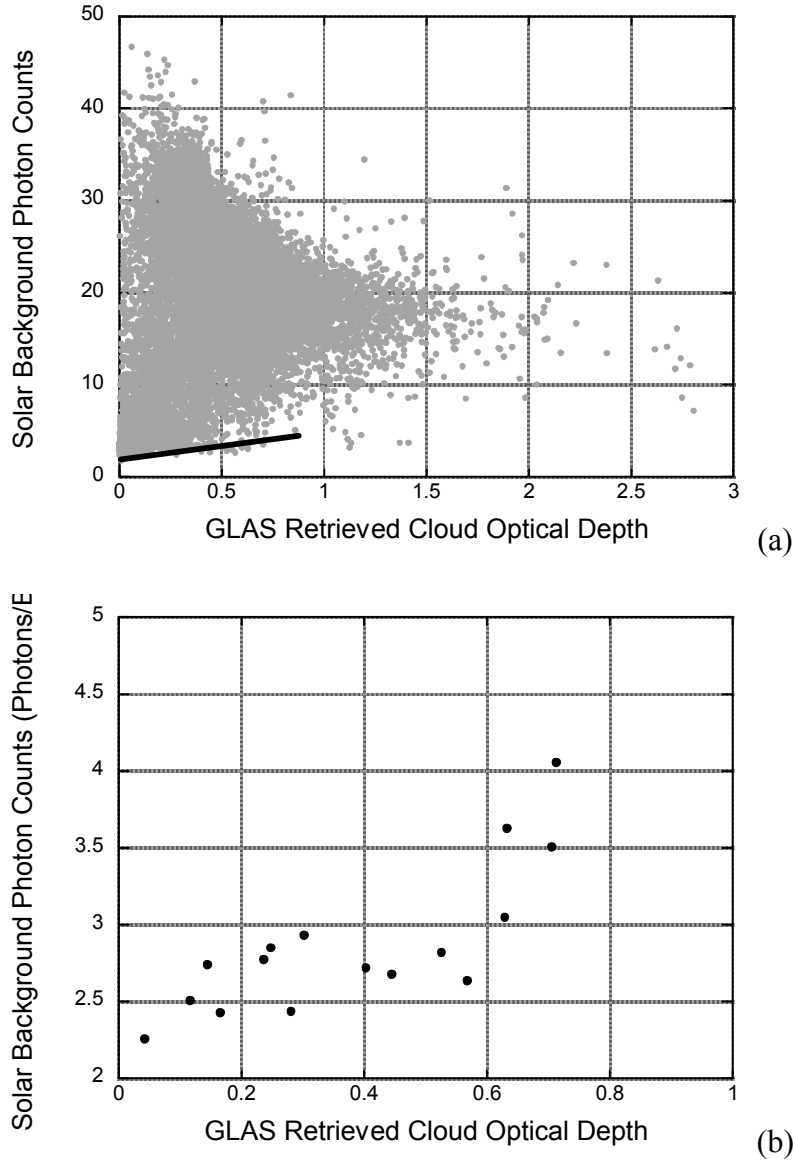 Solar Background Photon Counts
50
40
30
20
10
0
0 0.5 1 1.5 2 2.5 3
GLAS Retrieved Cloud Optical Depth
(a)
Solar Background Photon Counts (Photons/
5
4.5
4
3.5
3
2.5
2
0 0.2 0.4 0.6 0.8 1
GLAS Retrieved Cloud Optical Depth
(b)